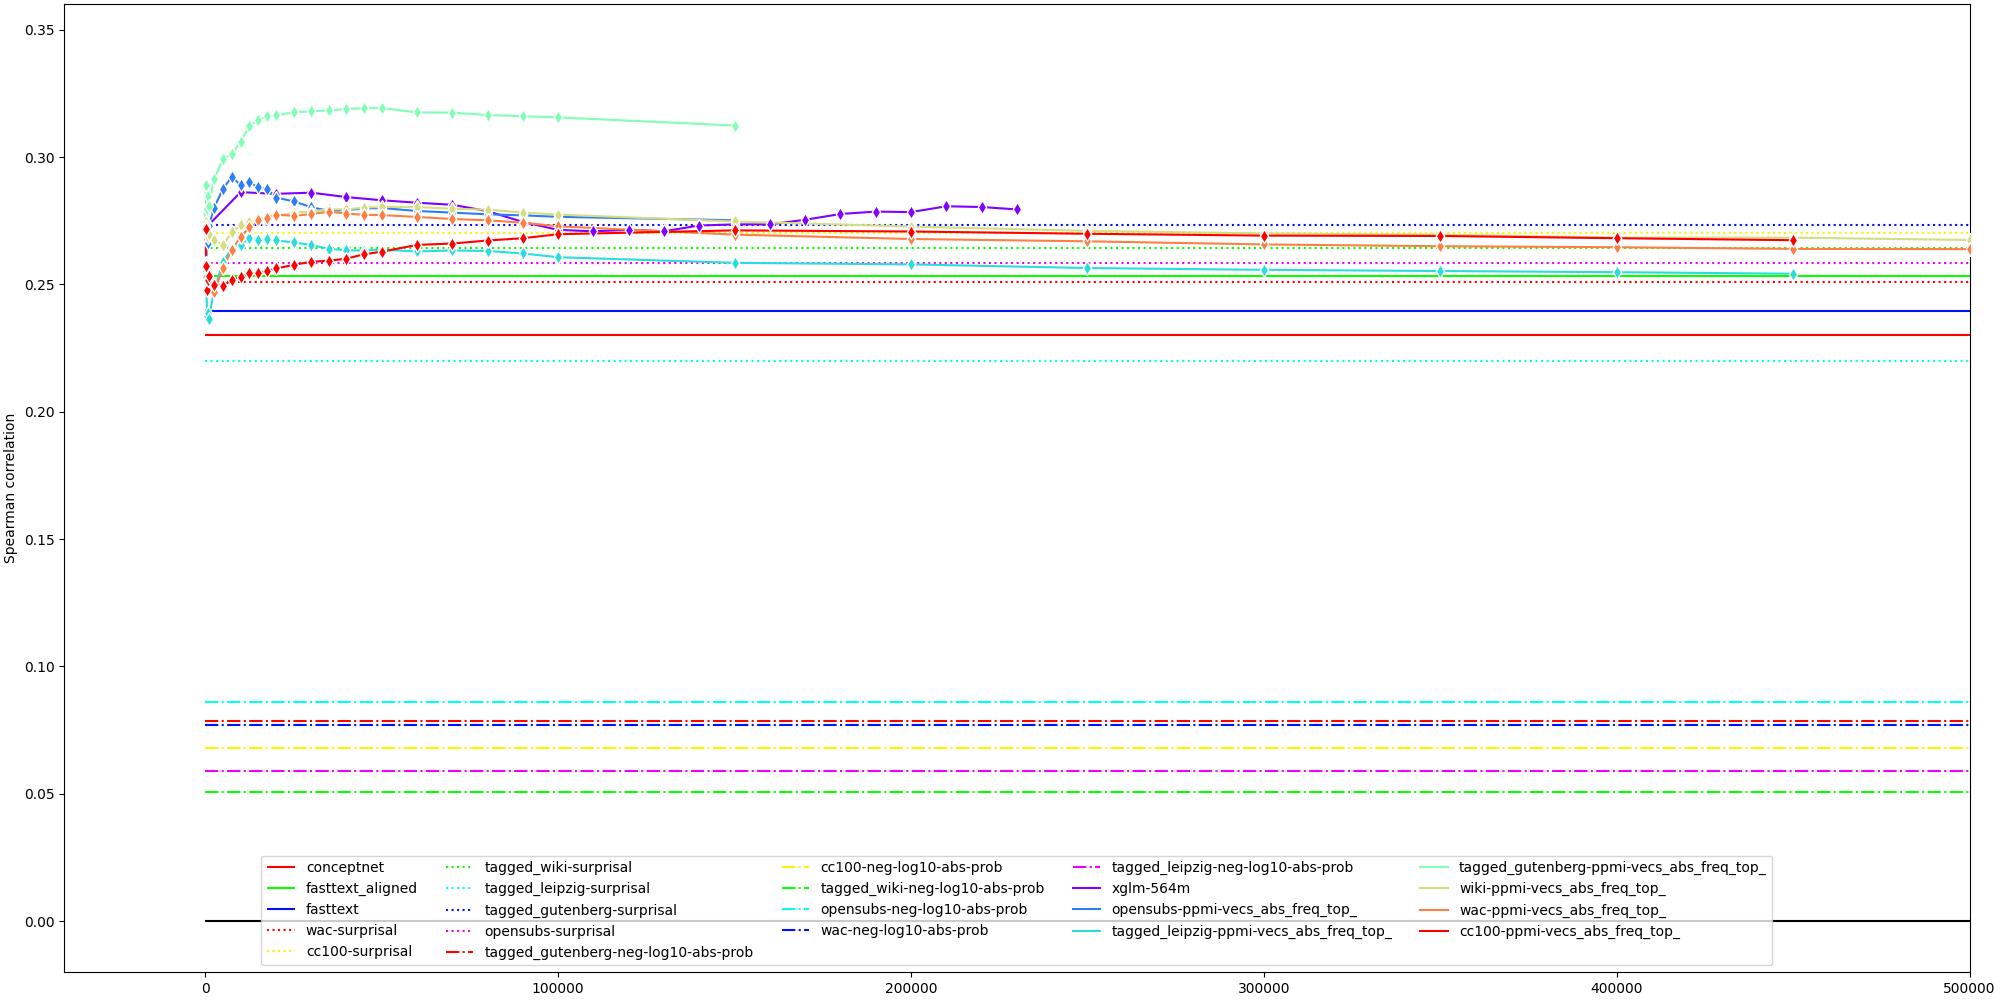 0.35
0.30
0.25
0.20
0.15
0.10
0.05
0.00
Spearman correlation
conceptnet
fasttext_aligned
fasttext
wac-surprisal
cc100-surprisal
tagged_wiki-surprisal
tagged_leipzig-surprisal
tagged_gutenberg-surprisal
opensubs-surprisal
tagged_gutenberg-neg-log10-abs-prob
cc100-neg-log10-abs-prob
tagged_wiki-neg-log10-abs-prob
opensubs-neg-log10-abs-prob
wac-neg-log10-abs-prob
tagged_leipzig-neg-log10-abs-prob
xglm-564m
opensubs-ppmi-vecs_abs_freq_top_
tagged_leipzig-ppmi-vecs_abs_freq_top_
tagged_gutenberg-ppmi-vecs_abs_freq_top_
wiki-ppmi-vecs_abs_freq_top_
wac-ppmi-vecs_abs_freq_top_
cc100-ppmi-vecs_abs_freq_top_
0 100000 200000 300000 400000 500000